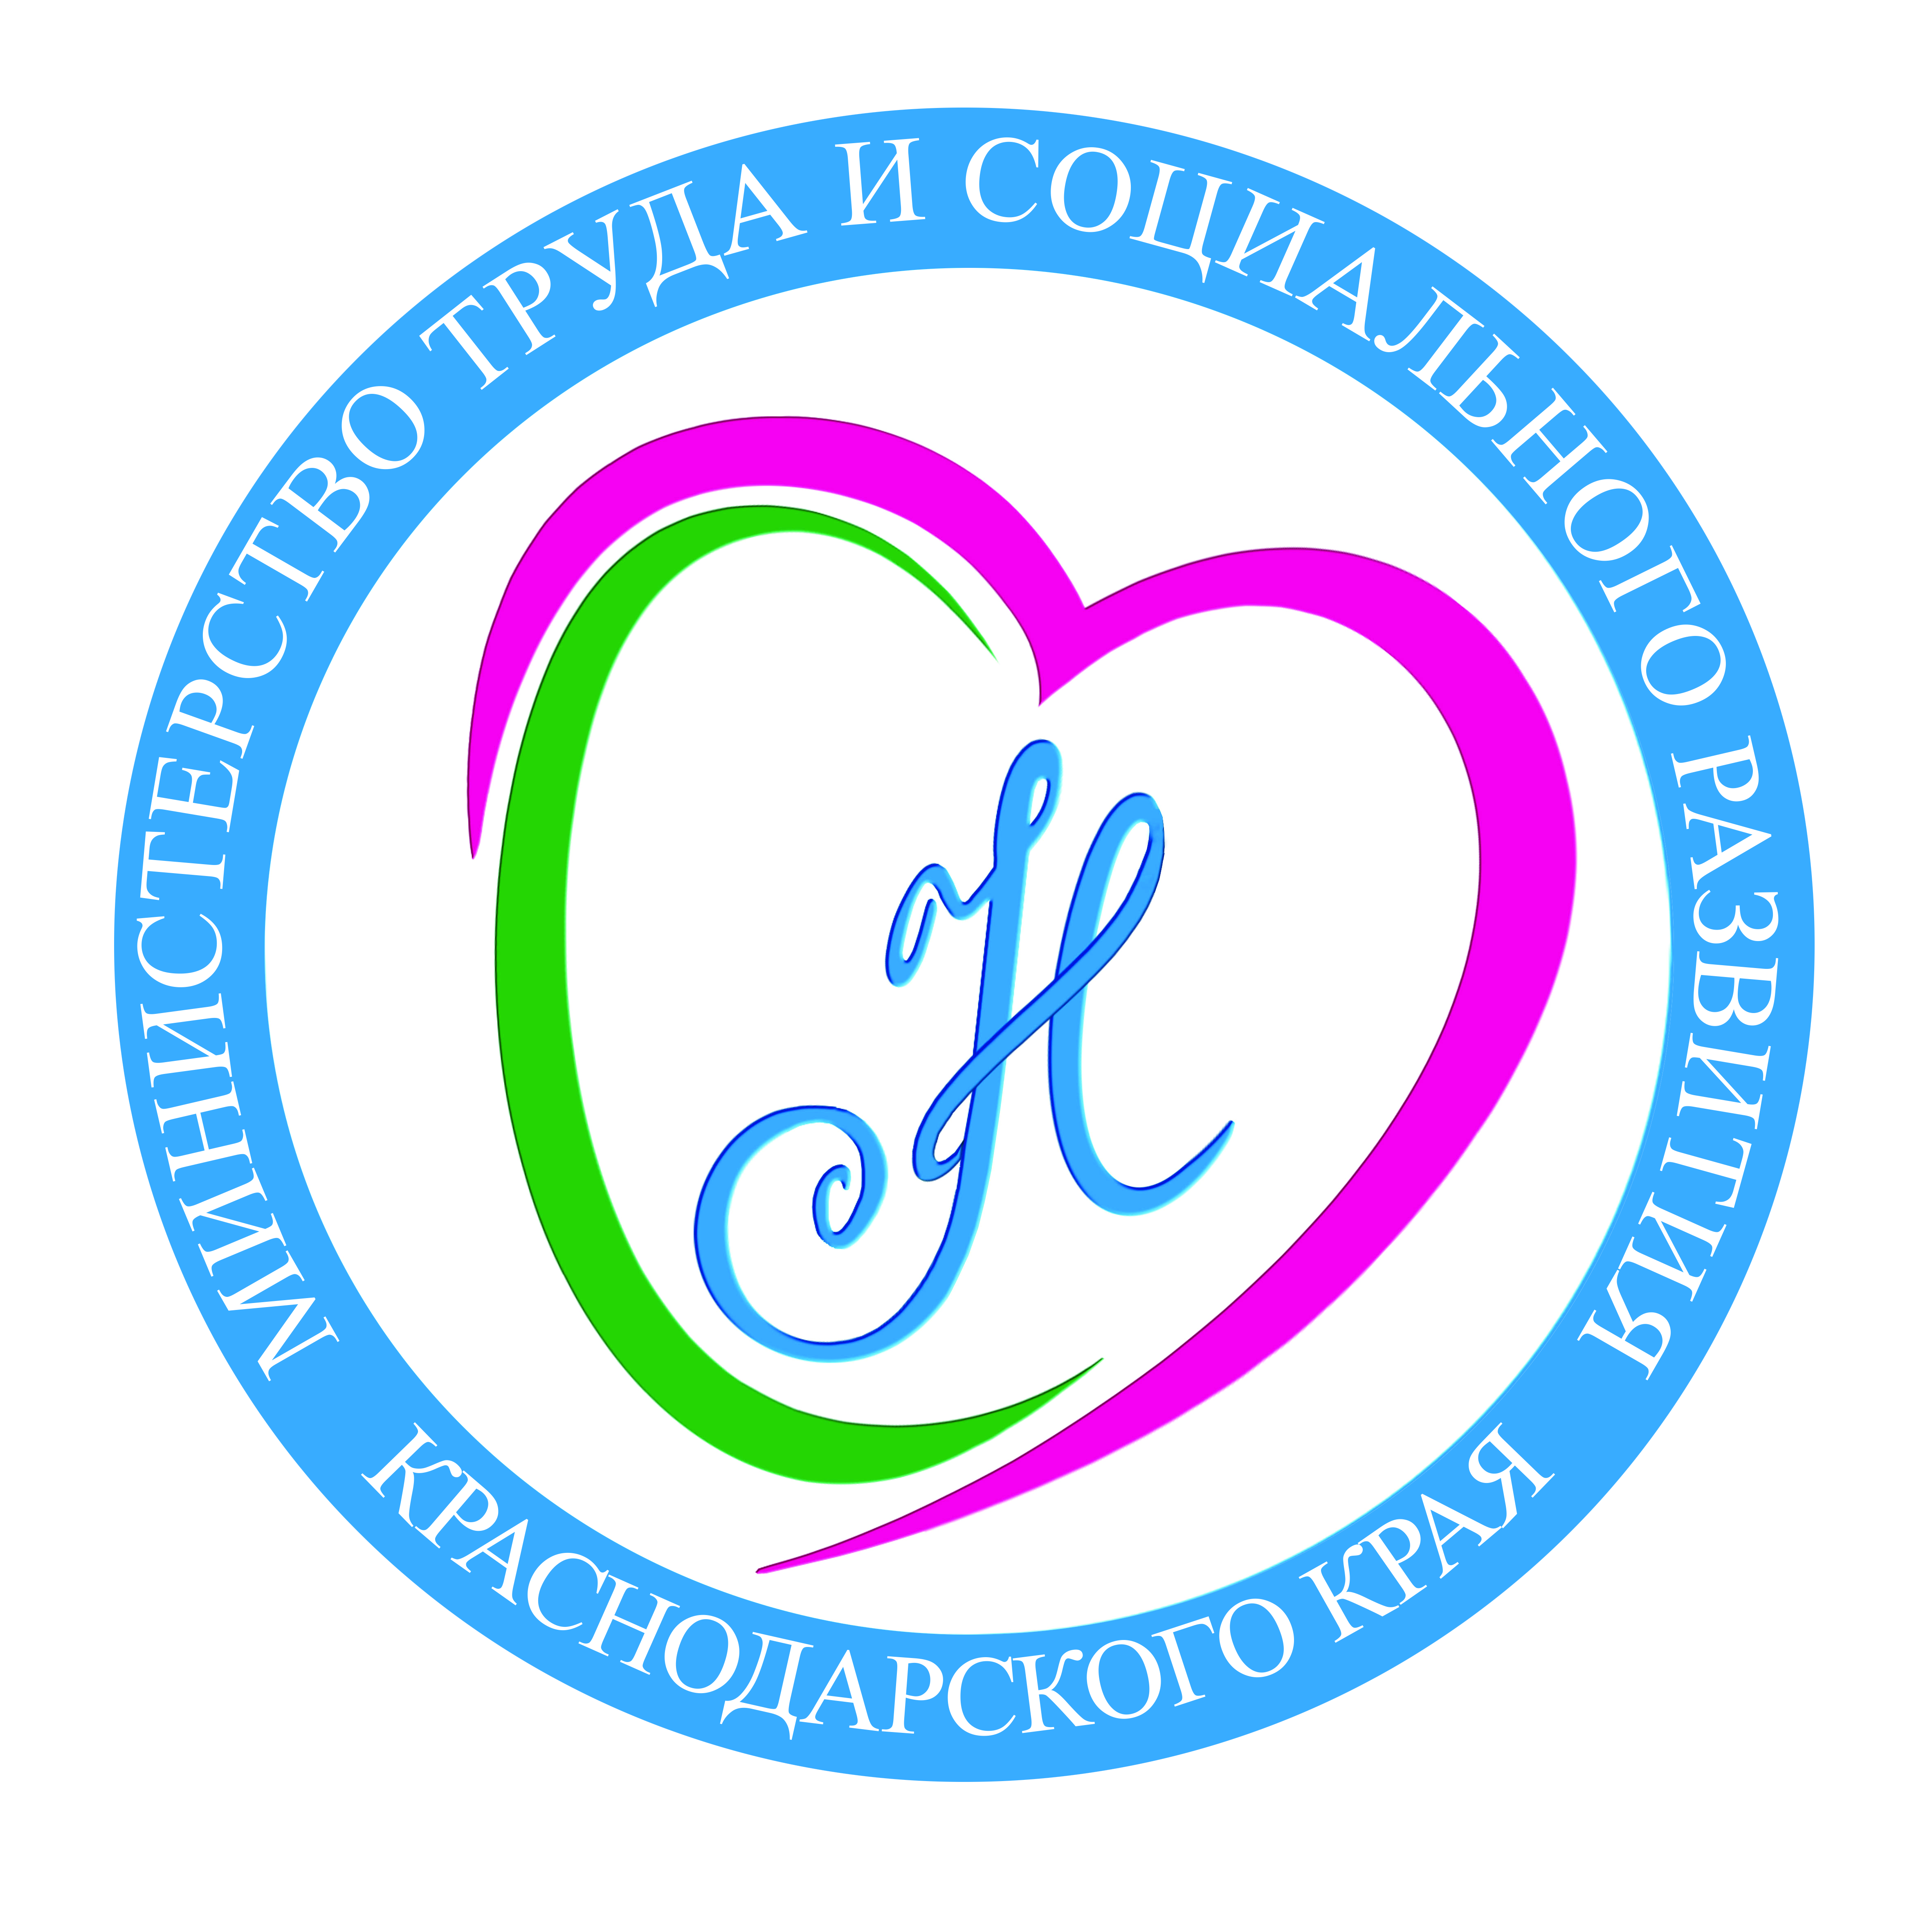 МИНИСТЕРСТВО ТРУДА И СОЦИАЛЬНОГО РАЗВИТИЯ
КРАСНОДАРСКОГО КРАЯ
Н